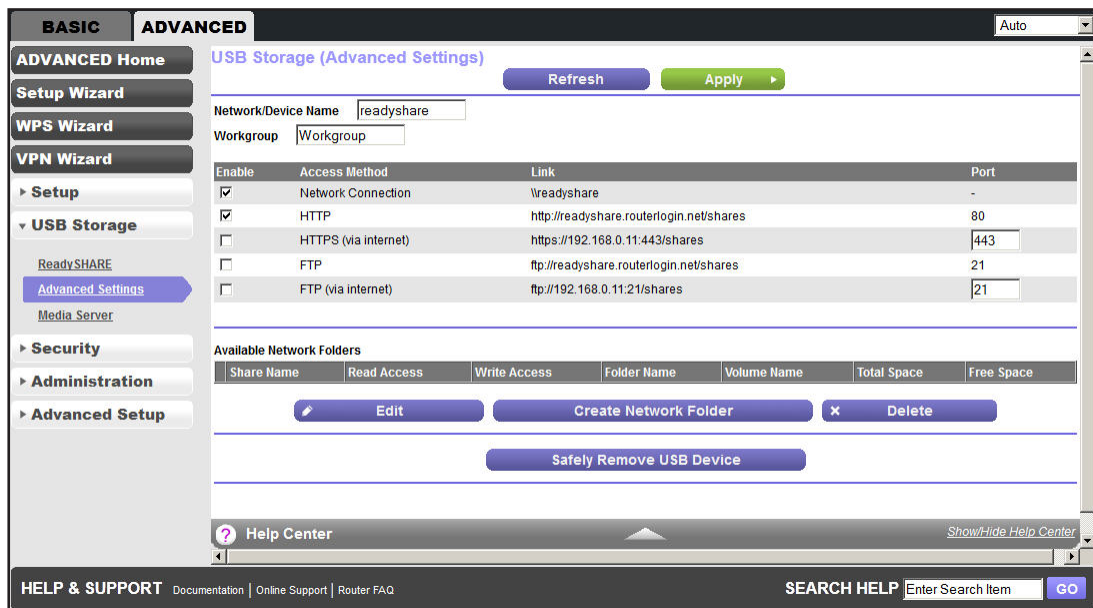 BASIC ADVANCED Auto
ADVANCED Home
Setup Wizard
WPS Wizard
VPN Wizard
Setup
USB Storage
ReadySHARE
Advanced Settings
Media Server
Security
Administration
Advanced Setup
USB Storage (Advanced Settings)
Refresh Apply
Network/Device Name readyshare
Workgroup Workgroup
Enable Access Method Link Port
Network Connection \\readyshare -
HTTP http://readyshare.routerlogin.net/shares 80
HTTPS (via internet) https://192.168.0.11:443/shares 443
FTP ftp://readyshare.routerlogin.net/shares 21
FTP (via internet) ftp://192.168.0.11:21/shares 21
Available Network Folders
Share Name Read Access Write Access Folder Name Volume Name Total Space Free Space
Edit Create Network Folder Delete
Safely Remove USB Device
? Help Center Show/Hide Help Center
HELP & SUPPORT Documentation | Online Support | Router FAQ SEARCH HELP Enter Search Item GO